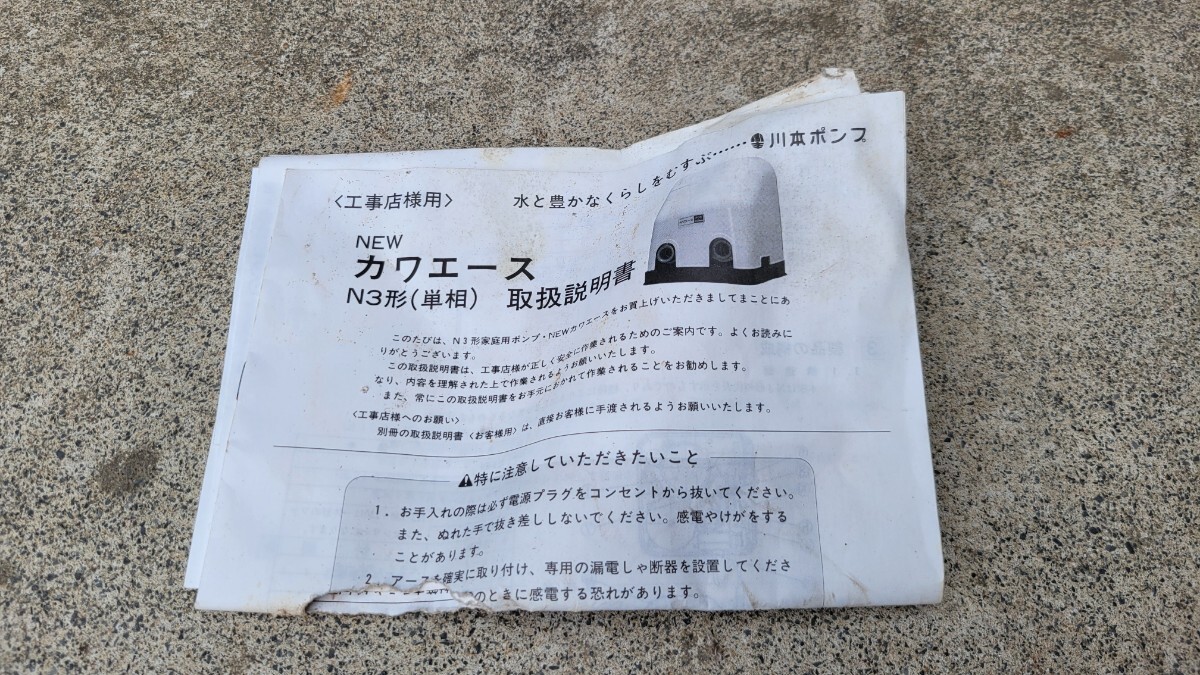 川本ポンプ
〈工事店様用〉
水と豊かなくらしをむすぶ……
NEW
カワエース
N3形(単相) 取扱説明書
このたびは、N3形家庭用ポンプ・NEWカワエースをお買上げいただきましてまことにあ
りがとうございます。
この取扱説明書は、工事店様が正しく安全に作業されるためのご案内です。よくお読みに
なり、内容を理解された上で作業されるようお願いいたします。
また、常にこの取扱説明書をお手元におかれて作業されることをお勧めします。
〈工事店様へのお願い〉
別冊の取扱説明書〈お客様用〉は、直接お客様に手渡されるようお願いいたします。
⚠特に注意していただきたいこと
1. お手入れの際は必ず電源プラグをコンセントから抜いてください。
また、ぬれた手で抜き差ししないでください。感電やけがをする
ことがあります。
2. アースを確実に取り付け、専用の漏電しゃ断器を設置してくださ
のときに感電する恐れがあります。